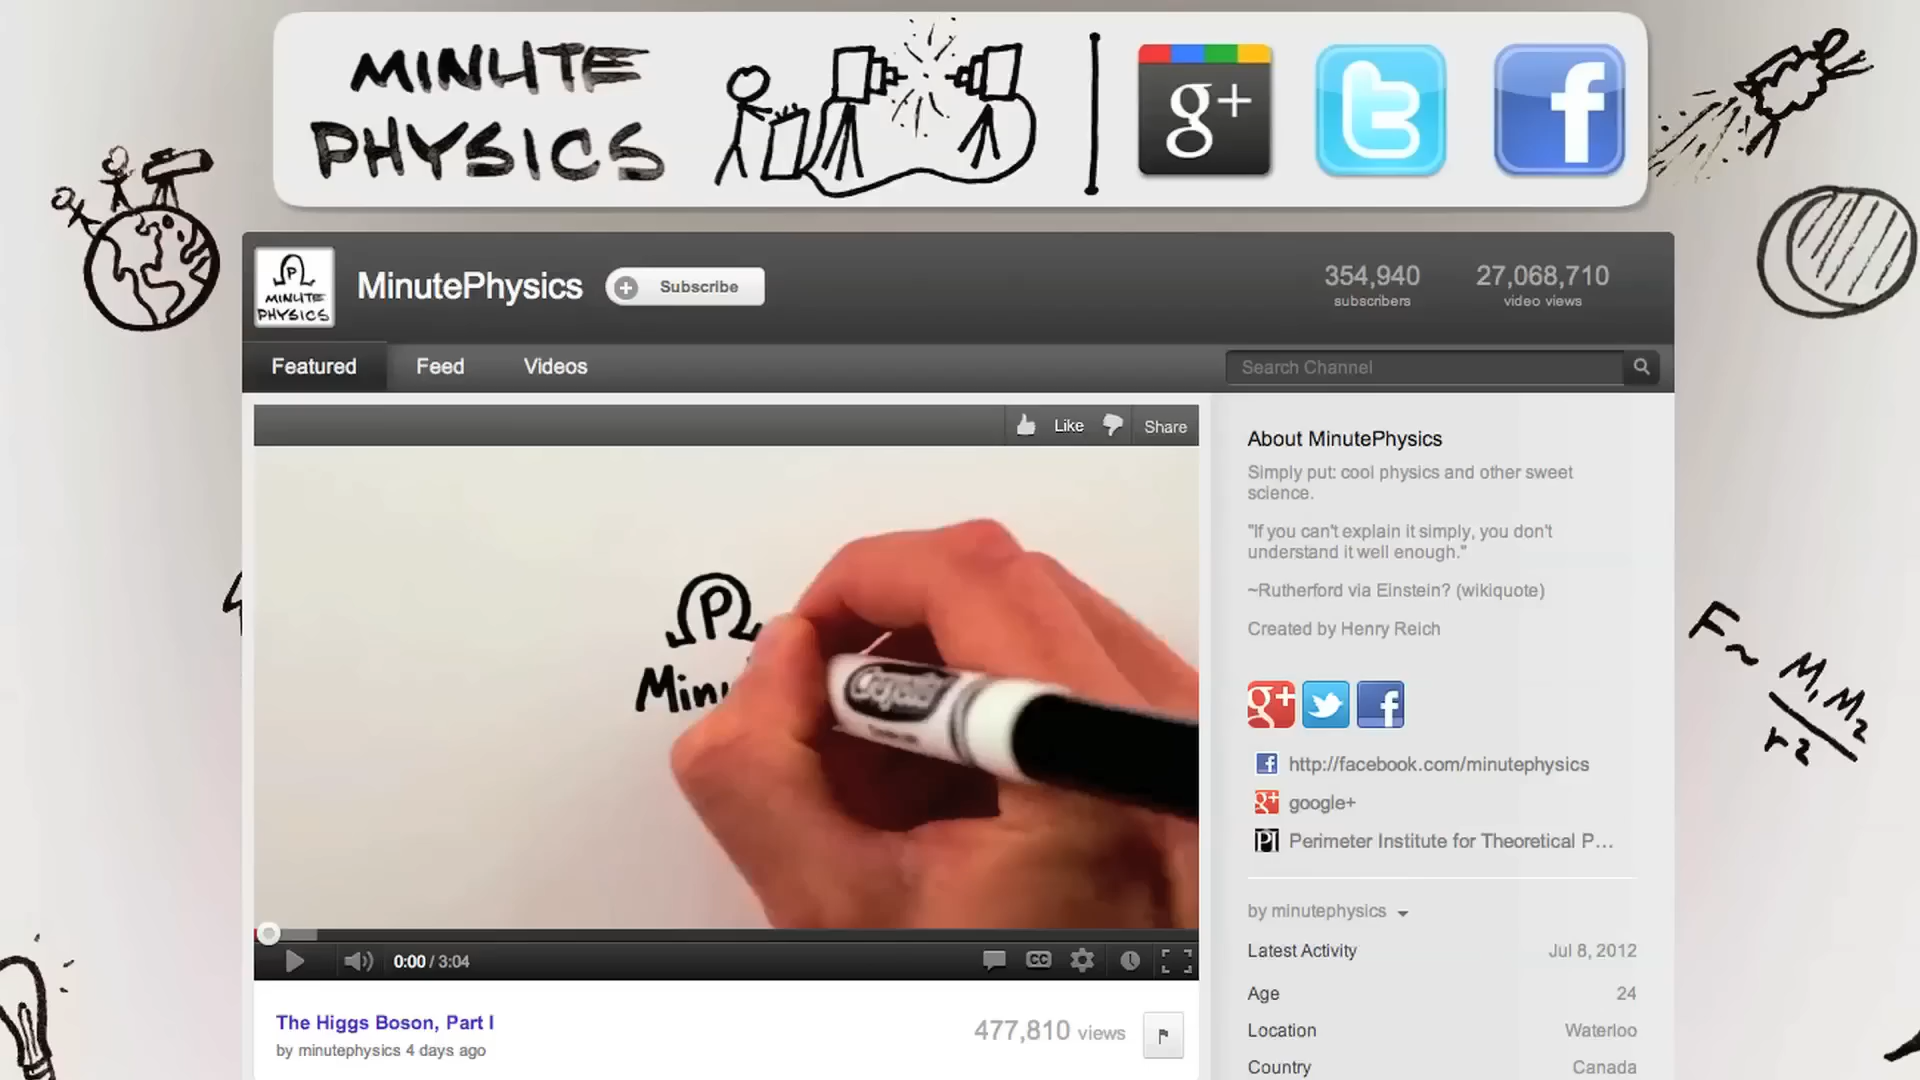 MINUTE
PHYSICS
g+
t
f
P
MINUTE
PHYSICS
MinutePhysics
Subscribe
354,940
subscribers
27,068,710
video views
Featured
Feed
Videos
Search Channel
Like
Share
P
Minu
Crayola
About MinutePhysics
Simply put: cool physics and other sweet
science.
"If you can't explain it simply, you don't
understand it well enough."
~Rutherford via Einstein? (wikiquote)
Created by Henry Reich
g+
f
http://facebook.com/minutephysics
google+
PI Perimeter Institute for Theoretical P...
by minutephysics
Latest Activity Jul 8, 2012
Age 24
Location Waterloo
Country Canada
0:00 / 3:04
CC
The Higgs Boson, Part I
by minutephysics 4 days ago
477,810 views
F ~ M1M2
r2